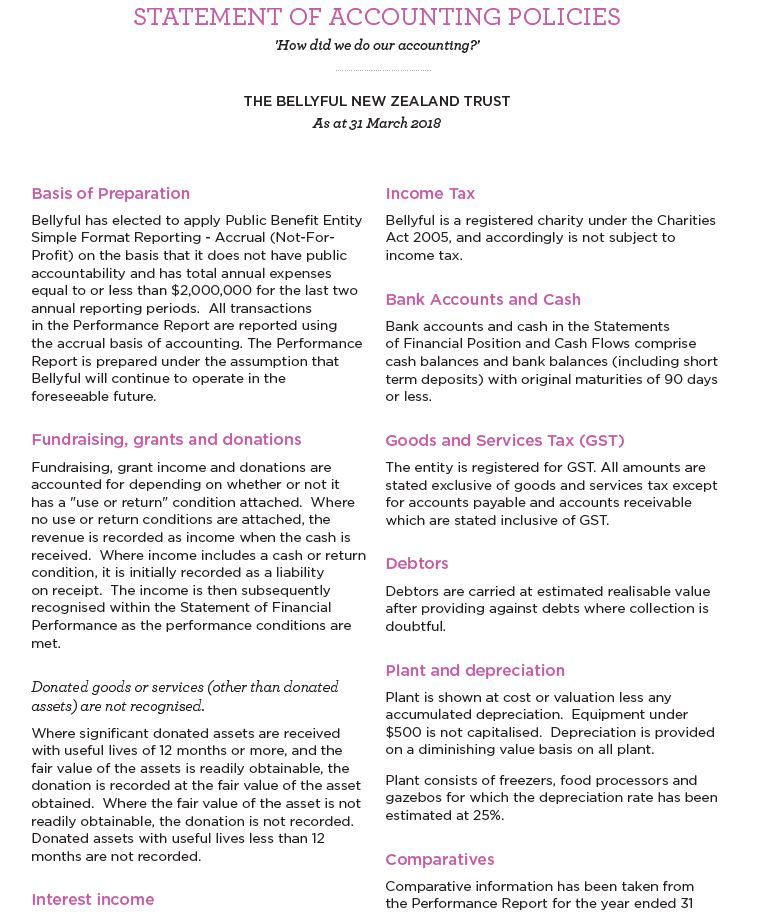 STATEMENT OF ACCOUNTING POLICIES
'How did we do our accounting?'
THE BELLYFUL NEW ZEALAND TRUST
As at 31 March 2018
Basis of Preparation
Bellyful has elected to apply Public Benefit Entity
Simple Format Reporting - Accrual (Not-For-
Profit) on the basis that it does not have public
accountability and has total annual expenses
equal to or less than $2,000,000 for the last two
annual reporting periods.  All transactions
in the Performance Report are reported using
the accrual basis of accounting. The Performance
Report is prepared under the assumption that
Bellyful will continue to operate in the
foreseeable future.
Fundraising, grants and donations
Fundraising, grant income and donations are
accounted for depending on whether or not it
has a "use or return" condition attached.  Where
no use or return conditions are attached, the
revenue is recorded as income when the cash is
received.  Where income includes a cash or return
condition, it is initially recorded as a liability
on receipt.  The income is then subsequently
recognised within the Statement of Financial
Performance as the performance conditions are
met.
Donated goods or services (other than donated
assets) are not recognised.
Where significant donated assets are received
with useful lives of 12 months or more, and the
fair value of the assets is readily obtainable, the
donation is recorded at the fair value of the asset
obtained.  Where the fair value of the asset is not
readily obtainable, the donation is not recorded.
Donated assets with useful lives less than 12
months are not recorded.
Interest income
Income Tax
Bellyful is a registered charity under the Charities
Act 2005, and accordingly is not subject to
income tax.
Bank Accounts and Cash
Bank accounts and cash in the Statements
of Financial Position and Cash Flows comprise
cash balances and bank balances (including short
term deposits) with original maturities of 90 days
or less.
Goods and Services Tax (GST)
The entity is registered for GST. All amounts are
stated exclusive of goods and services tax except
for accounts payable and accounts receivable
which are stated inclusive of GST.
Debtors
Debtors are carried at estimated realisable value
after providing against debts where collection is
doubtful.
Plant and depreciation
Plant is shown at cost or valuation less any
accumulated depreciation.  Equipment under
$500 is not capitalised.  Depreciation is provided
on a diminishing value basis on all plant.
Plant consists of freezers, food processors and
gazebos for which the depreciation rate has been
estimated at 25%.
Comparatives
Comparative information has been taken from
the Performance Report for the year ended 31